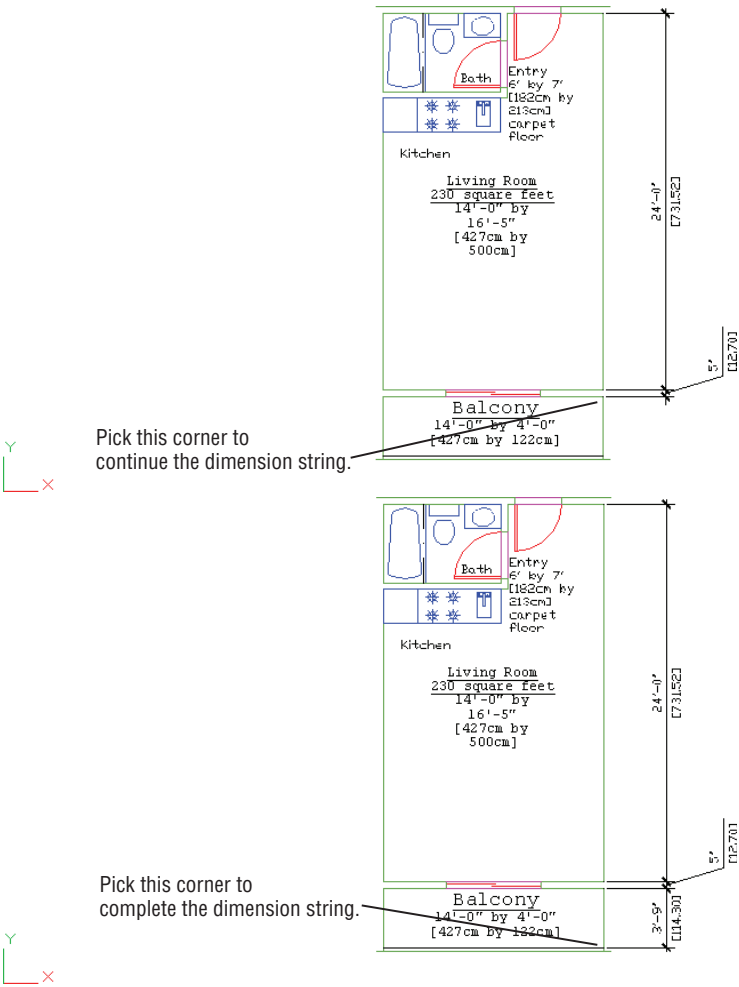 Bath
Entry
6' by 7'
[182cm by
213cm]
carpet
floor
Kitchen
Living Room
230 square feet
14'-0" by
16'-5"
[427cm by
500cm]
24'-0"
[731.52]
5"
[12.70]
Balcony
14'-0" by 4'-0"
[427cm by 122cm]
Pick this corner to
continue the dimension string.
Y
X
Bath
Entry
6' by 7'
[182cm by
213cm]
carpet
floor
Kitchen
Living Room
230 square feet
14'-0" by
16'-5"
[427cm by
500cm]
24'-0"
[731.52]
5"
[12.70]
Balcony
14'-0" by 4'-0"
[427cm by 122cm]
3'-9"
[114.30]
Pick this corner to
complete the dimension string.
Y
X